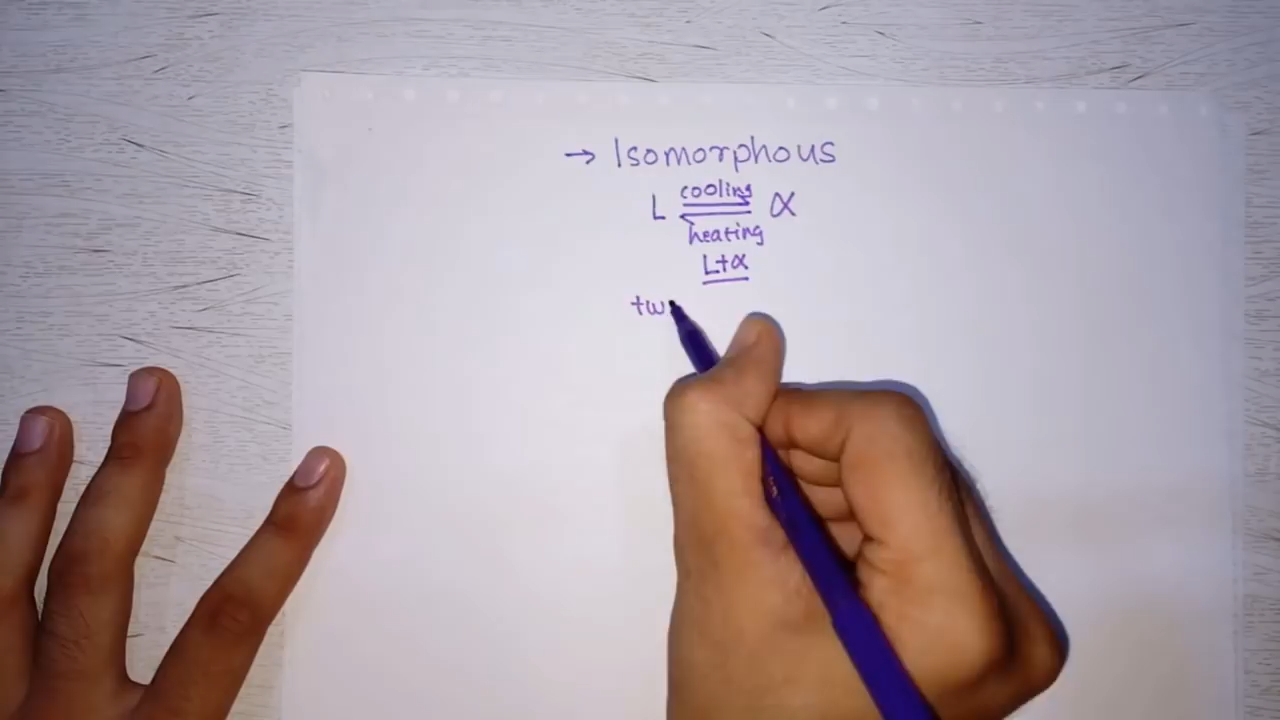 → Isomorphous
cooling
L ⇌ α
heating
L+α
tw